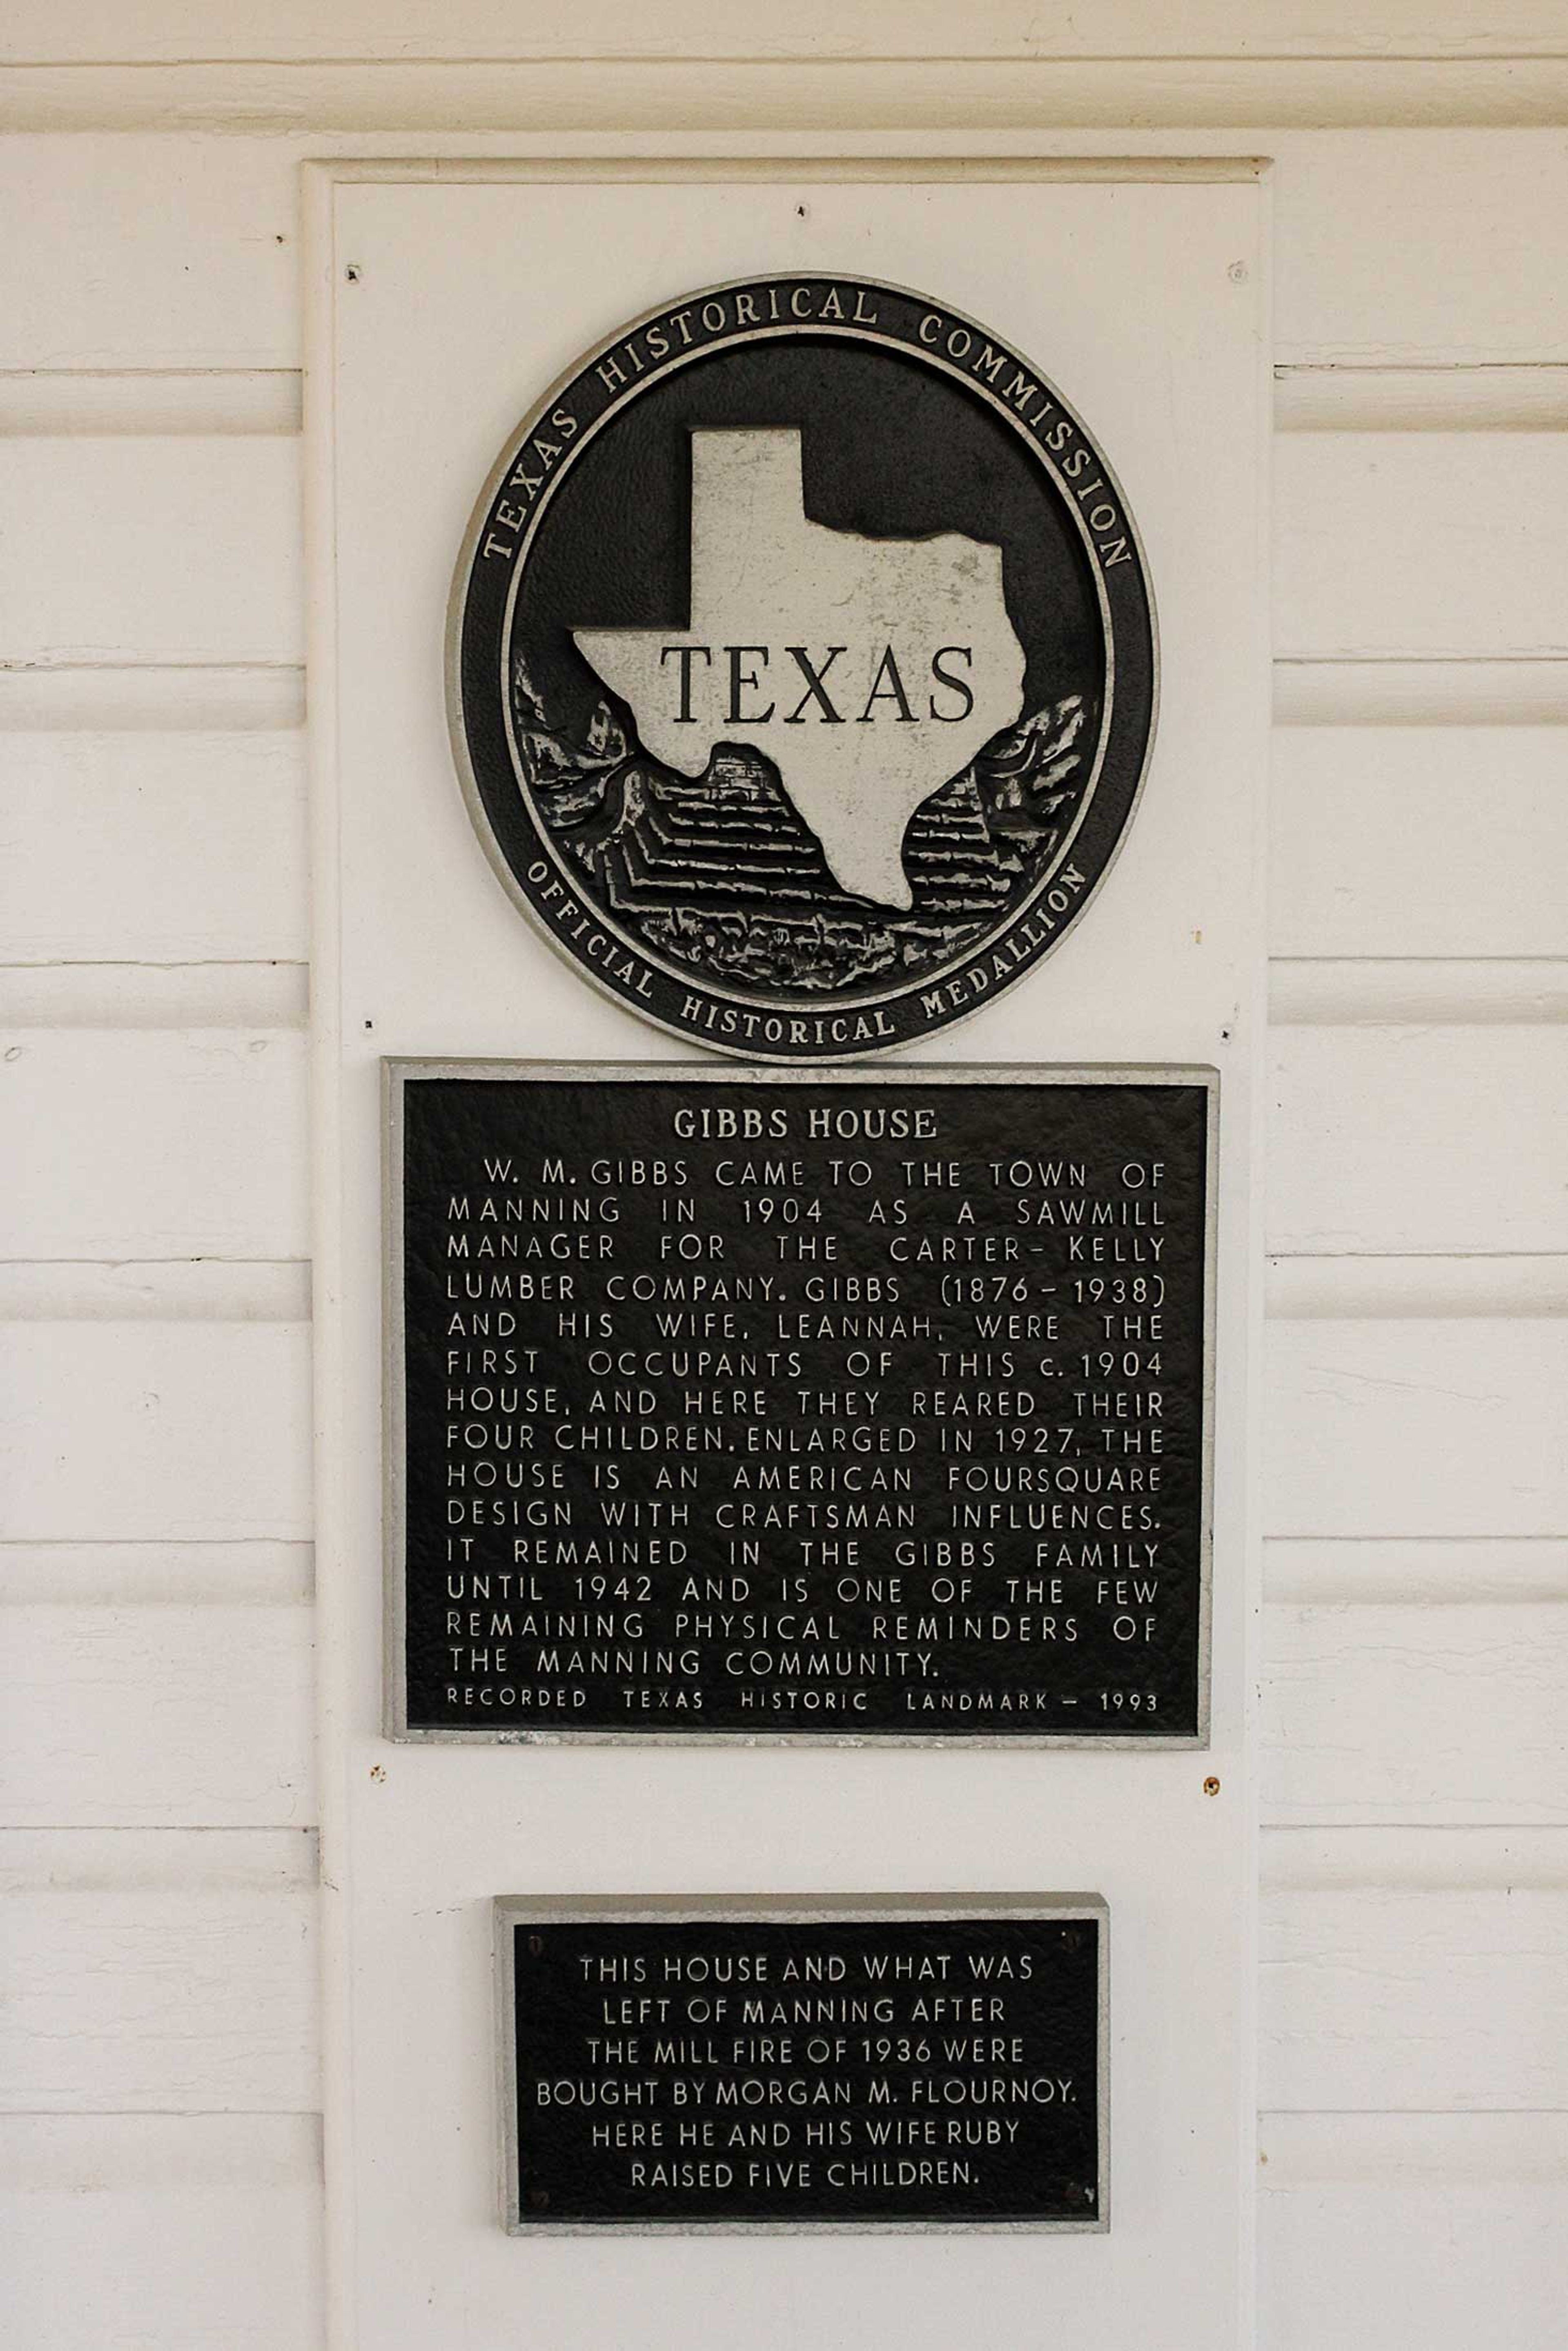 TEXAS HISTORICAL COMMISSION
TEXAS
OFFICIAL HISTORICAL MEDALLION
GIBBS HOUSE
W. M. GIBBS CAME TO THE TOWN OF
MANNING IN 1904 AS A SAWMILL
MANAGER FOR THE CARTER-KELLY
LUMBER COMPANY. GIBBS (1876-1938)
AND HIS WIFE, LEANNAH, WERE THE
FIRST OCCUPANTS OF THIS c. 1904
HOUSE, AND HERE THEY REARED THEIR
FOUR CHILDREN. ENLARGED IN 1927, THE
HOUSE IS AN AMERICAN FOURSQUARE
DESIGN WITH CRAFTSMAN INFLUENCES.
IT REMAINED IN THE GIBBS FAMILY
UNTIL 1942 AND IS ONE OF THE FEW
REMAINING PHYSICAL REMINDERS OF
THE MANNING COMMUNITY.
RECORDED TEXAS HISTORIC LANDMARK - 1993
THIS HOUSE AND WHAT WAS
LEFT OF MANNING AFTER
THE MILL FIRE OF 1936 WERE
BOUGHT BY MORGAN M. FLOURNOY.
HERE HE AND HIS WIFE RUBY
RAISED FIVE CHILDREN.